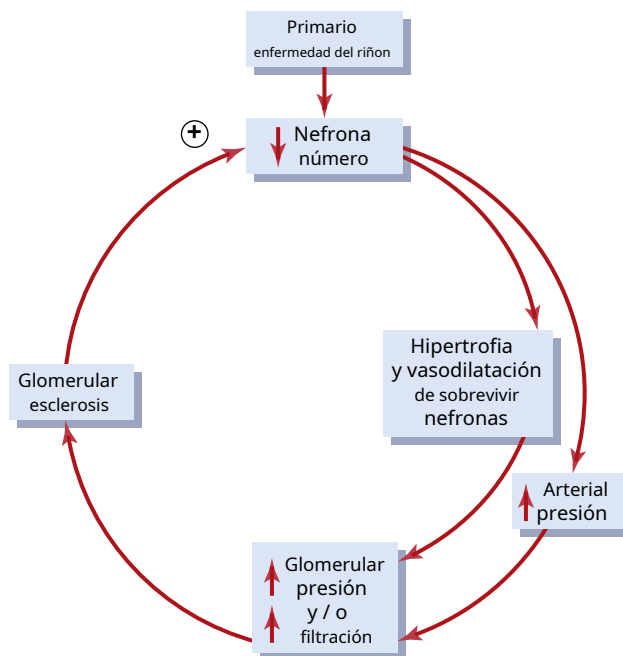 Primario
enfermedad del riñon
+
Nefrona
número
Hipertrofia
y vasodilatación
de sobrevivir
nefronas
Glomerular
esclerosis
Arterial
presión
Glomerular
presión
y / o
filtración